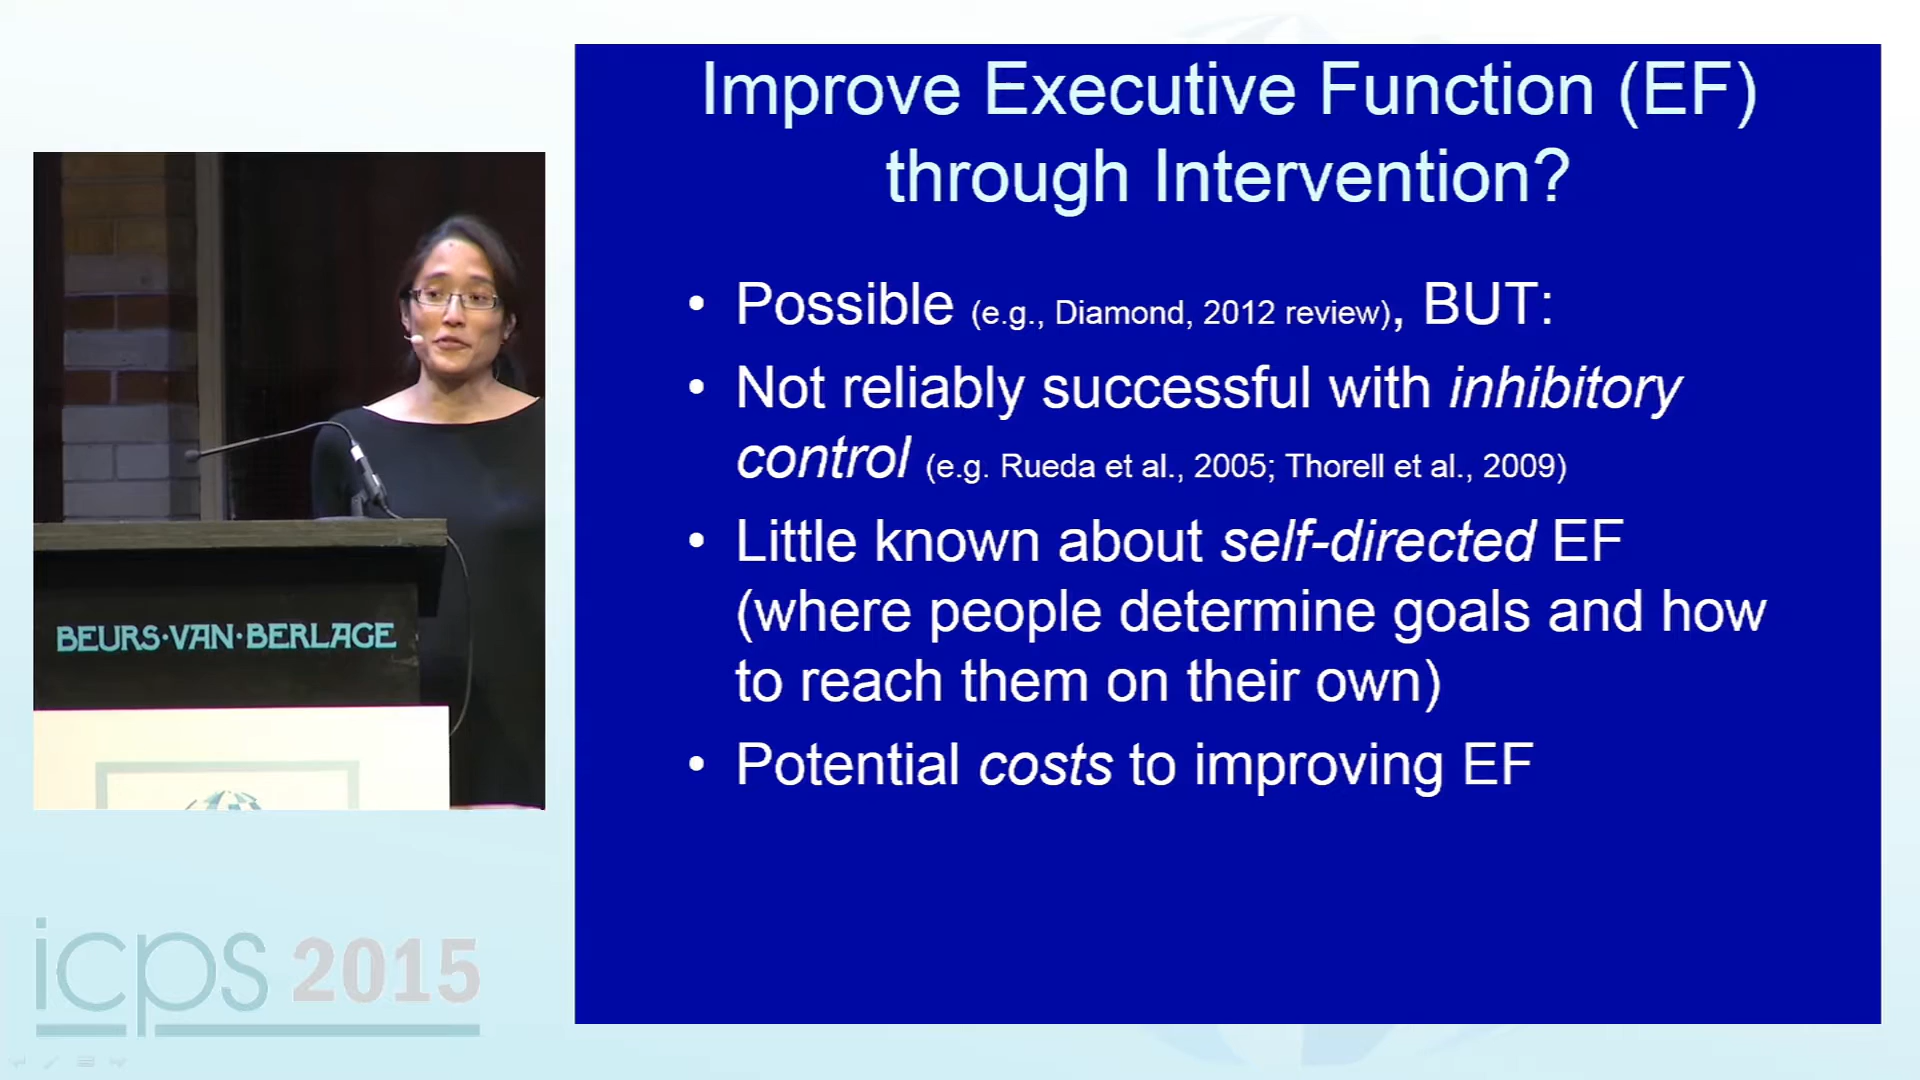 Improve Executive Function (EF)
through Intervention?
• Possible (e.g., Diamond, 2012 review), BUT:
• Not reliably successful with inhibitory
control (e.g. Rueda et al., 2005; Thorell et al., 2009)
• Little known about self-directed EF
(where people determine goals and how
to reach them on their own)
• Potential costs to improving EF
BEURS·VAN·BERLAGE
icps 2015